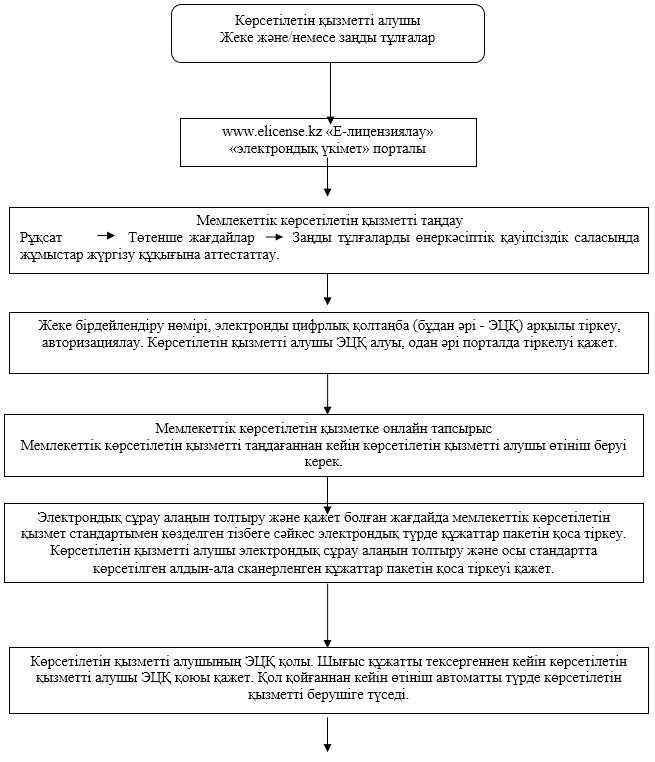 Көрсетілетін қызметті алушы
Жеке және/немесе заңды тұлғалар
www.elicense.kz «Е-лицензиялау»
«электрондық үкімет» порталы
Мемлекеттік көрсетілетін қызметті таңдау
Рұқсат Төтенше жағдайлар Заңды тұлғаларды өнеркәсіптік қауіпсіздік саласында
жұмыстар жүргізу құқығына аттестаттау.
Жеке бірдейлендіру нөмірі, электронды цифрлық қолтаңба (бұдан әрі - ЭЦҚ) арқылы тіркеу,
авторизациялау. Көрсетілетін қызметті алушы ЭЦҚ алуы, одан әрі порталда тіркелуі қажет.
Мемлекеттік көрсетілетін қызметке онлайн тапсырыс
Мемлекеттік көрсетілетін қызметті таңдағаннан кейін көрсетілетін қызметті алушы өтініш беруі
керек.
Электрондық сұрау алаңын толтыру және қажет болған жағдайда мемлекеттік көрсетілетін
қызмет стандартымен көзделген тізбеге сәйкес электрондық түрде құжаттар пакетін қоса тіркеу.
Көрсетілетін қызметті алушы электрондық сұрау алаңын толтыру және осы стандартта
көрсетілген алдын-ала сканерленген құжаттар пакетін қоса тіркеуі қажет.
Көрсетілетін қызметті алушының ЭЦҚ қолы. Шығыс құжатты тексергеннен кейін көрсетілетін
қызметті алушы ЭЦҚ қоюы қажет. Қол қойғаннан кейін өтініш автоматты түрде көрсетілетін
қызметті берушіге түседі.